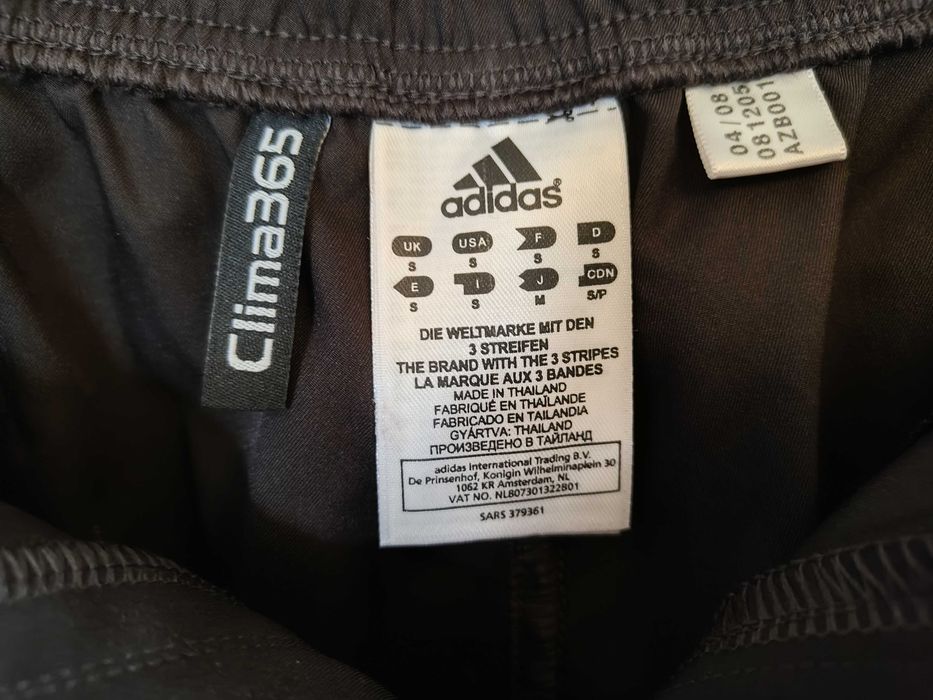 Clima365
adidas®
UK USA F D
S S S S
E I J CDN
S S M S/P
DIE WELTMARKE MIT DEN
3 STREIFEN
THE BRAND WITH THE 3 STRIPES
LA MARQUE AUX 3 BANDES
MADE IN THAILAND
FABRIQUÉ EN THAÏLANDE
FABRICADO EN TAILANDIA
GYÁRTVA: THAILAND
ПРОИЗВЕДЕНО В ТАЙЛАНД
adidas International Trading B.V.
De Prinsenhof, Konigin Wilhelminaplein 30
1062 KR Amsterdam, NL
VAT NO. NL807301322B01
SARS 379361
04/08
081205
AZB001